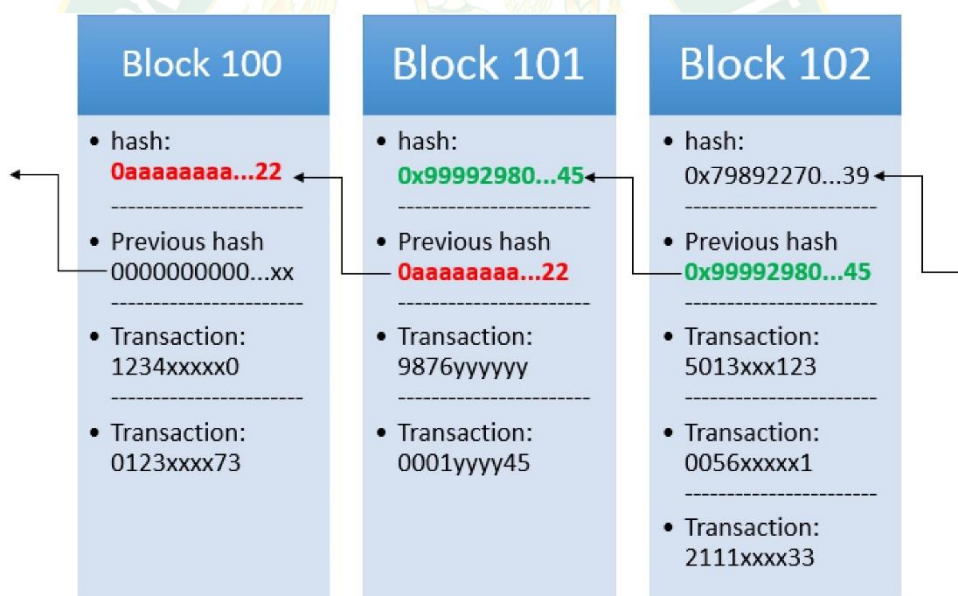 Block 100
• hash:
0aaaaaaaa...22
-----------------------
• Previous hash
0000000000...xx
-----------------------
• Transaction:
1234xxxxx0
-----------------------
• Transaction:
0123xxxx73
Block 101
• hash:
0x99992980...45
-----------------------
• Previous hash
0aaaaaaaa...22
-----------------------
• Transaction:
9876yyyyyy
-----------------------
• Transaction:
0001yyyy45
Block 102
• hash:
0x79892270...39
-----------------------
• Previous hash
0x99992980...45
-----------------------
• Transaction:
5013xxx123
-----------------------
• Transaction:
0056xxxxx1
-----------------------
• Transaction:
2111xxxx33